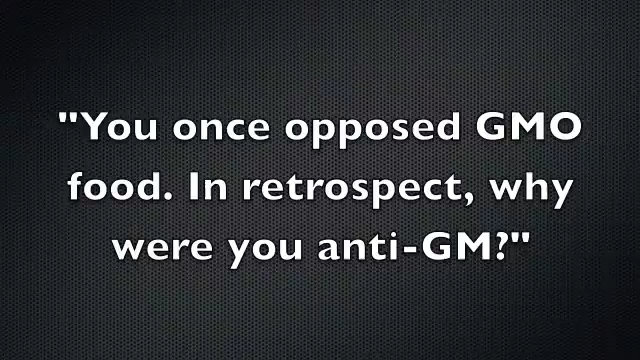 "You once opposed GMO
food. In retrospect, why
were you anti-GM?"